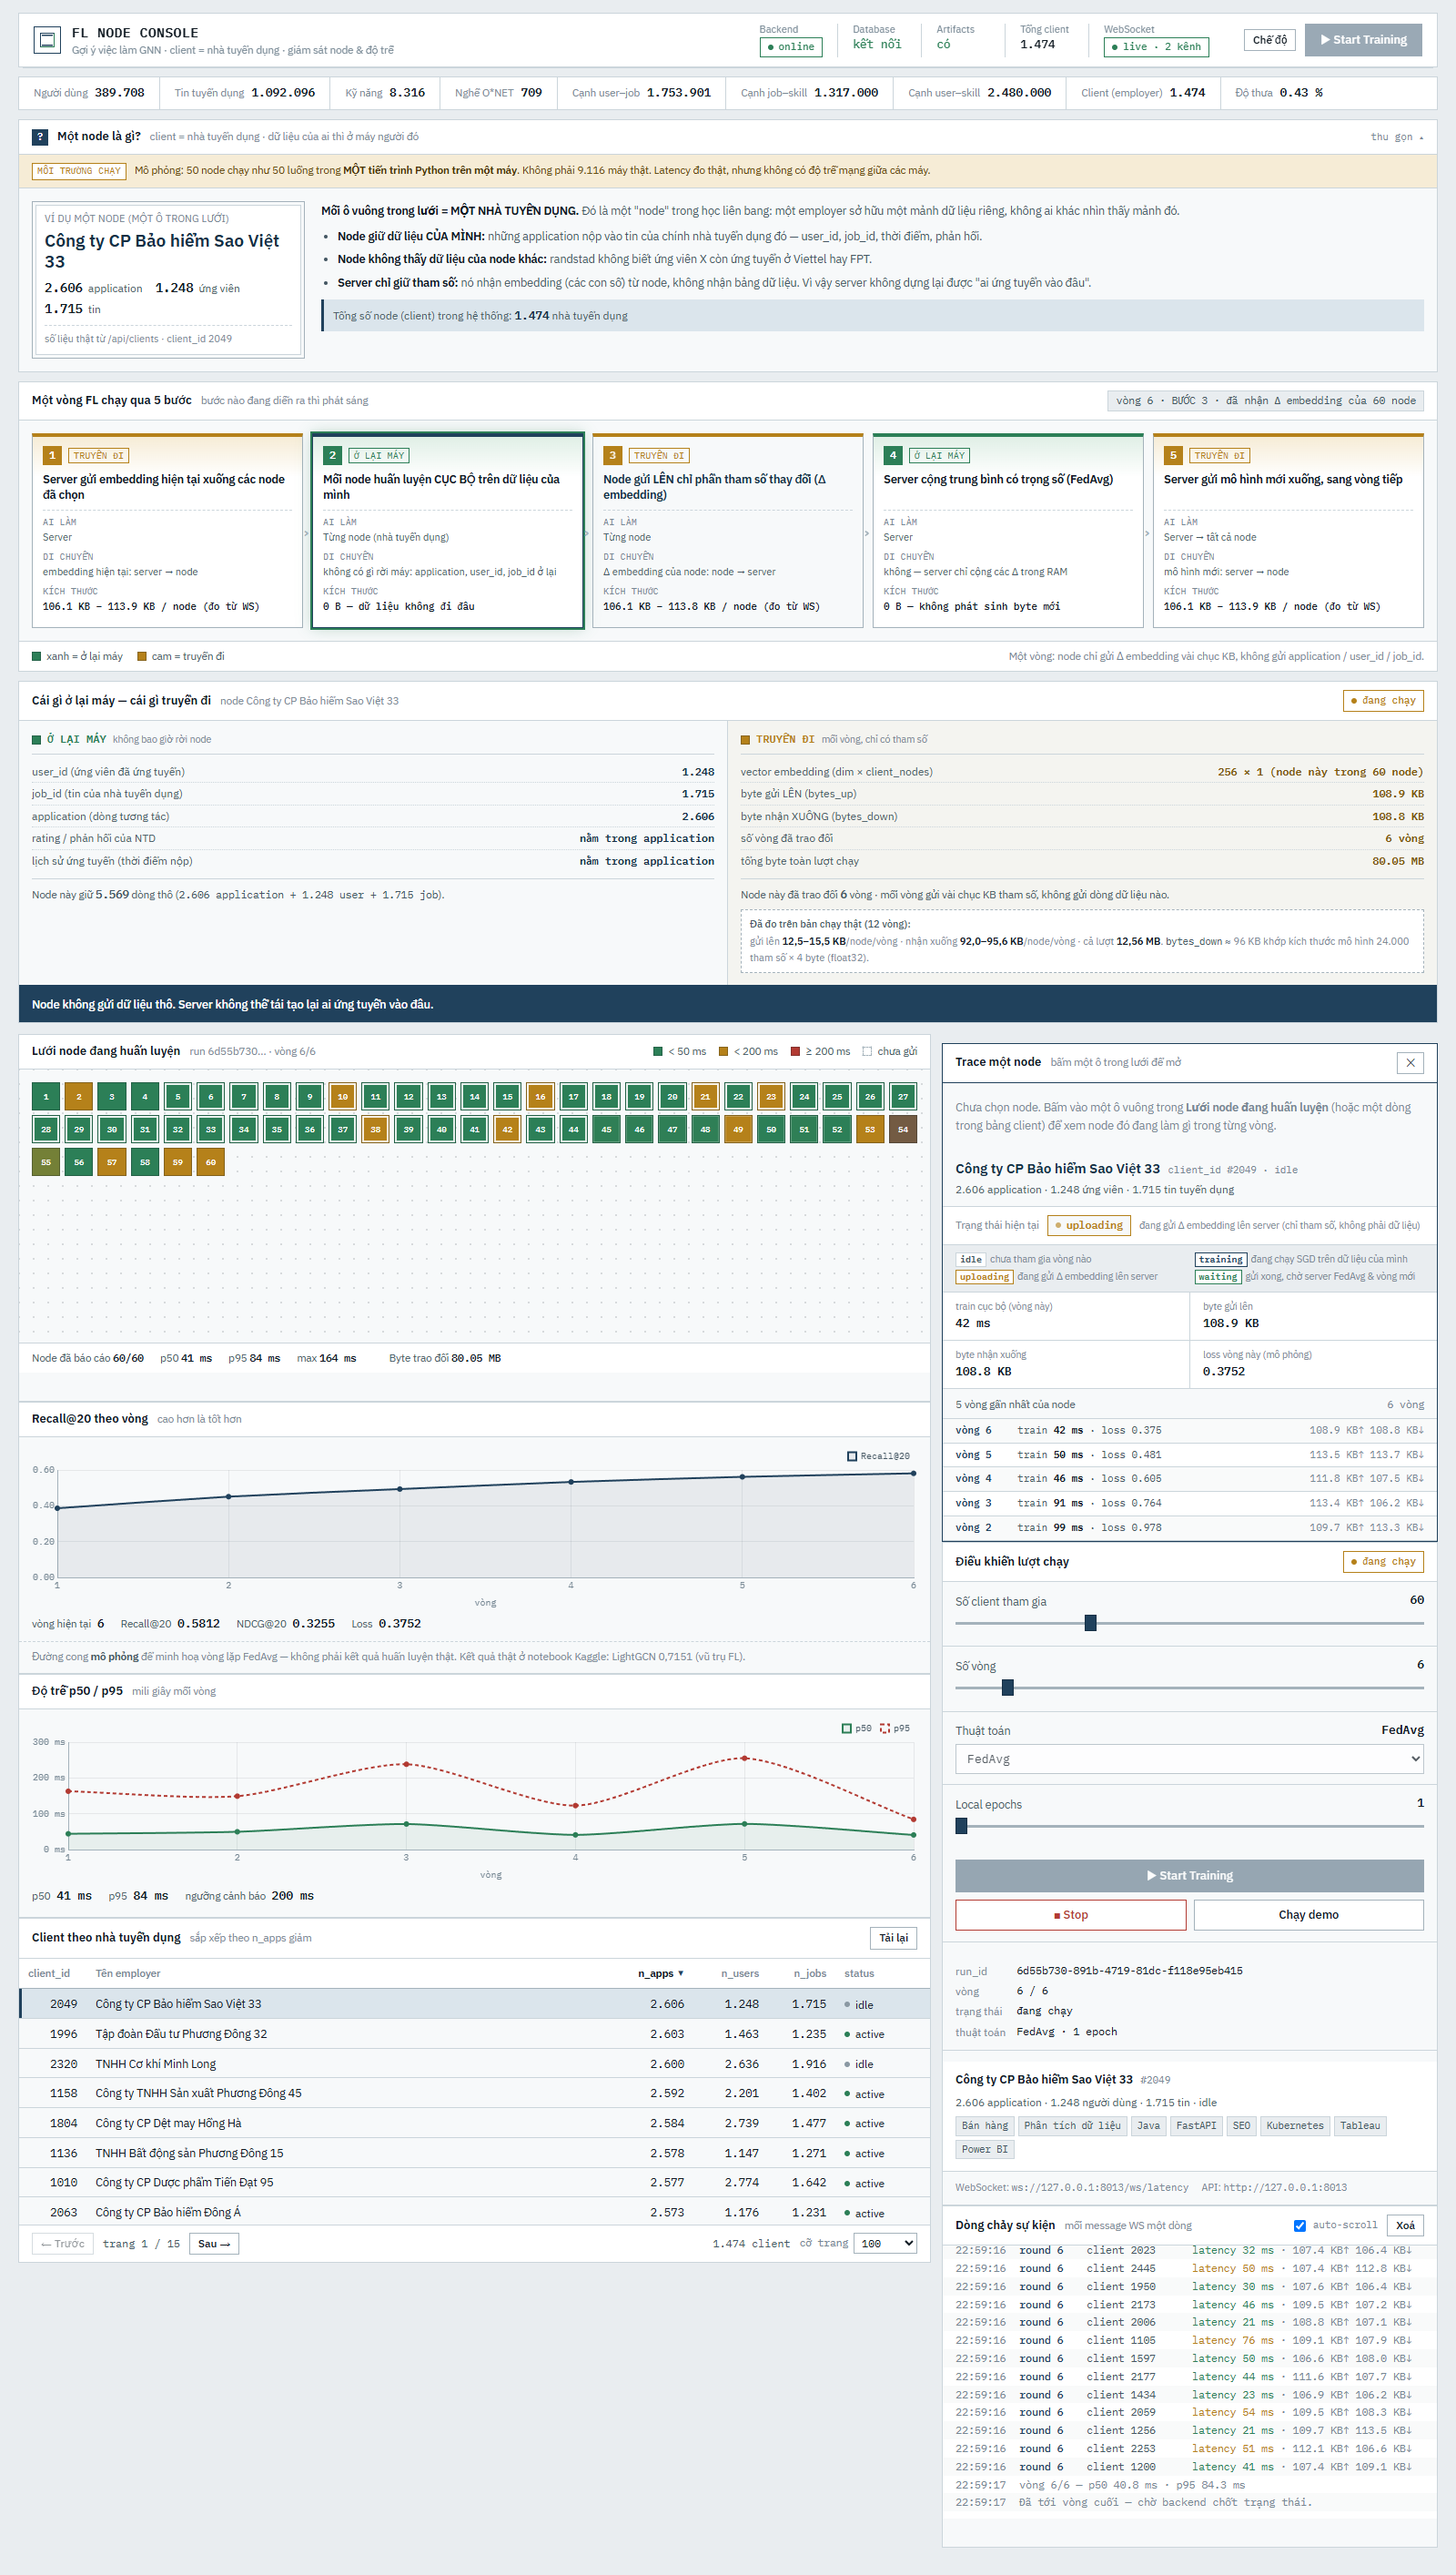 FL NODE CONSOLE
Gợi ý việc làm GNN · client = nhà tuyển dụng · giám sát node & độ trễ
Backend
● online
Database
kết nối
Artifacts
có
Tổng client
1.474
WebSocket
● live · 2 kênh
Chế độ
▶ Start Training
Người dùng 389.708
Tin tuyển dụng 1.092.096
Kỹ năng 8.316
Nghề O*NET 709
Cạnh user–job 1.753.901
Cạnh job–skill 1.317.000
Cạnh user–skill 2.480.000
Client (employer) 1.474
Độ thưa 0.43 %
? Một node là gì? client = nhà tuyển dụng · dữ liệu của ai thì ở máy người đó
thu gọn
MÔI TRƯỜNG CHẠY Mô phỏng: 50 node chạy như 50 luồng trong MỘT tiến trình Python trên một máy. Không phải 9.116 máy thật. Latency đo thật, nhưng không có độ trễ mạng giữa các máy.
VÍ DỤ MỘT NODE (MỘT Ô TRONG LƯỚI)
Công ty CP Bảo hiểm Sao Việt
33
2.606 application 1.248 ứng viên
1.715 tin
số liệu thật từ /api/clients · client_id 2049
Mỗi ô vuông trong lưới = MỘT NHÀ TUYỂN DỤNG. Đó là một "node" trong học liên bang: một employer sở hữu một mảnh dữ liệu riêng, không ai khác nhìn thấy mảnh đó.
• Node giữ dữ liệu CỦA MÌNH: những application nộp vào tin của chính nhà tuyển dụng đó — user_id, job_id, thời điểm, phản hồi.
• Node không thấy dữ liệu của node khác: randstad không biết ứng viên X còn ứng tuyển ở Viettel hay FPT.
• Server chỉ giữ tham số: nó nhận embedding (các con số) từ node, không nhận bảng dữ liệu. Vì vậy server không dựng lại được "ai ứng tuyển vào đâu".
Tổng số node (client) trong hệ thống: 1.474 nhà tuyển dụng
Một vòng FL chạy qua 5 bước bước nào đang diễn ra thì phát sáng
vòng 6 · BƯỚC 3 · đã nhận Δ embedding của 60 node
1 TRUYỀN ĐI
Server gửi embedding hiện tại xuống các node
đã chọn
AI LÀM
Server
DI CHUYỂN
embedding hiện tại: server → node
KÍCH THƯỚC
106.1 KB – 113.9 KB / node (đo từ WS)
›
2 Ở LẠI MÁY
Mỗi node huấn luyện CỤC BỘ trên dữ liệu của
mình
AI LÀM
Từng node (nhà tuyển dụng)
DI CHUYỂN
không có gì rời máy: application, user_id, job_id ở lại
KÍCH THƯỚC
0 B — dữ liệu không đi đâu
›
3 TRUYỀN ĐI
Node gửi LÊN chỉ phần tham số thay đổi (Δ
embedding)
AI LÀM
Từng node
DI CHUYỂN
Δ embedding của node: node → server
KÍCH THƯỚC
106.1 KB – 113.8 KB / node (đo từ WS)
›
4 Ở LẠI MÁY
Server cộng trung bình có trọng số (FedAvg)
AI LÀM
Server
DI CHUYỂN
không — server chỉ cộng các Δ trong RAM
KÍCH THƯỚC
0 B — không phát sinh byte mới
›
5 TRUYỀN ĐI
Server gửi mô hình mới xuống, sang vòng tiếp
AI LÀM
Server → tất cả node
DI CHUYỂN
mô hình mới: server → node
KÍCH THƯỚC
106.1 KB – 113.9 KB / node (đo từ WS)
xanh = ở lại máy cam = truyền đi
Một vòng: node chỉ gửi Δ embedding vài chục KB, không gửi application / user_id / job_id.
Cái gì ở lại máy — cái gì truyền đi node Công ty CP Bảo hiểm Sao Việt 33
● đang chạy
Ở LẠI MÁY không bao giờ rời node
user_id (ứng viên đã ứng tuyển) 1.248
job_id (tin của nhà tuyển dụng) 1.715
application (dòng tương tác) 2.606
rating / phản hồi của NTD nằm trong application
lịch sử ứng tuyển (thời điểm nộp) nằm trong application
Node này giữ 5.569 dòng thô (2.606 application + 1.248 user + 1.715 job).
TRUYỀN ĐI mỗi vòng, chỉ có tham số
vector embedding (dim × client_nodes) 256 × 1 (node này trong 60 node)
byte gửi LÊN (bytes_up) 108.9 KB
byte nhận XUỐNG (bytes_down) 108.8 KB
số vòng đã trao đổi 6 vòng
tổng byte toàn lượt chạy 80.05 MB
Node này đã trao đổi 6 vòng · mỗi vòng gửi vài chục KB tham số, không gửi dòng dữ liệu nào.
Đã đo trên bản chạy thật (12 vòng):
gửi lên 12,5–15,5 KB/node/vòng · nhận xuống 92,0–95,6 KB/node/vòng · cả lượt 12,56 MB. bytes_down ≈ 96 KB khớp kích thước mô hình 24.000
tham số × 4 byte (float32).
Node không gửi dữ liệu thô. Server không thể tái tạo lại ai ứng tuyển vào đâu.
Lưới node đang huấn luyện run 6d55b730… · vòng 6/6
< 50 ms < 200 ms ≥ 200 ms chưa gửi
1 2 3 4 5 6 7 8 9 10 11 12 13 14 15 16 17 18 19 20 21 22 23 24 25 26 27
28 29 30 31 32 33 34 35 36 37 38 39 40 41 42 43 44 45 46 47 48 49 50 51 52 53 54
55 56 57 58 59 60
Node đã báo cáo 60/60 p50 41 ms p95 84 ms max 164 ms Byte trao đổi 80.05 MB
Recall@20 theo vòng cao hơn là tốt hơn
Recall@20
0.60
0.40
0.20
0.00
1 2 3 4 5 6
vòng
vòng hiện tại 6 Recall@20 0.5812 NDCG@20 0.3255 Loss 0.3752
Đường cong mô phỏng để minh hoạ vòng lặp FedAvg — không phải kết quả huấn luyện thật. Kết quả thật ở notebook Kaggle: LightGCN 0,7151 (vũ trụ FL).
Độ trễ p50 / p95 mili giây mỗi vòng
p50 p95
300 ms
200 ms
100 ms
0 ms
1 2 3 4 5 6
vòng
p50 41 ms p95 84 ms ngưỡng cảnh báo 200 ms
Client theo nhà tuyển dụng sắp xếp theo n_apps giảm
Tải lại
client_id Tên employer n_apps ▼ n_users n_jobs status
2049 Công ty CP Bảo hiểm Sao Việt 33 2.606 1.248 1.715 ● idle
1996 Tập đoàn Đầu tư Phương Đông 32 2.603 1.463 1.235 ● active
2320 TNHH Cơ khí Minh Long 2.600 2.636 1.916 ● idle
1158 Công ty TNHH Sản xuất Phương Đông 45 2.592 2.201 1.402 ● active
1804 Công ty CP Dệt may Hồng Hà 2.584 2.739 1.477 ● active
1136 TNHH Bất động sản Phương Đông 15 2.578 1.147 1.271 ● active
1010 Công ty CP Dược phẩm Tiến Đạt 95 2.577 2.774 1.642 ● active
2063 Công ty CP Bảo hiểm Đông Á 2.573 1.176 1.231 ● active
← Trước trang 1 / 15 Sau →
1.474 client cỡ trang 100
Trace một node bấm một ô trong lưới để mở
×
Chưa chọn node. Bấm vào một ô vuông trong Lưới node đang huấn luyện (hoặc một dòng
trong bảng client) để xem node đó đang làm gì trong từng vòng.
Công ty CP Bảo hiểm Sao Việt 33 client_id #2049 · idle
2.606 application · 1.248 ứng viên · 1.715 tin tuyển dụng
Trạng thái hiện tại ● uploading đang gửi Δ embedding lên server (chỉ tham số, không phải dữ liệu)
idle chưa tham gia vòng nào
training đang chạy SGD trên dữ liệu của mình
uploading đang gửi Δ embedding lên server
waiting gửi xong, chờ server FedAvg & vòng mới
train cục bộ (vòng này)
42 ms
byte gửi lên
108.9 KB
byte nhận xuống
108.8 KB
loss vòng này (mô phỏng)
0.3752
5 vòng gần nhất của node 6 vòng
vòng 6 train 42 ms · loss 0.375 108.9 KB↑ 108.8 KB↓
vòng 5 train 50 ms · loss 0.481 113.5 KB↑ 113.7 KB↓
vòng 4 train 46 ms · loss 0.605 111.8 KB↑ 107.5 KB↓
vòng 3 train 91 ms · loss 0.764 113.4 KB↑ 106.2 KB↓
vòng 2 train 99 ms · loss 0.978 109.7 KB↑ 113.3 KB↓
Điều khiển lượt chạy
● đang chạy
Số client tham gia 60
Số vòng 6
Thuật toán FedAvg
FedAvg
Local epochs 1
▶ Start Training
■ Stop
Chạy demo
run_id 6d55b730-891b-4719-81dc-f118e95eb415
vòng 6 / 6
trạng thái đang chạy
thuật toán FedAvg · 1 epoch
Công ty CP Bảo hiểm Sao Việt 33 #2049
2.606 application · 1.248 người dùng · 1.715 tin · idle
Bán hàng Phân tích dữ liệu Java FastAPI SEO Kubernetes Tableau
Power BI
WebSocket: ws://127.0.0.1:8013/ws/latency API: http://127.0.0.1:8013
Dòng chảy sự kiện mỗi message WS một dòng
auto-scroll
Xoá
22:59:16 round 6 client 2023 latency 32 ms · 107.4 KB↑ 106.4 KB↓
22:59:16 round 6 client 2445 latency 50 ms · 107.4 KB↑ 112.8 KB↓
22:59:16 round 6 client 1950 latency 30 ms · 107.6 KB↑ 106.4 KB↓
22:59:16 round 6 client 2173 latency 46 ms · 109.5 KB↑ 107.2 KB↓
22:59:16 round 6 client 2006 latency 21 ms · 108.8 KB↑ 107.1 KB↓
22:59:16 round 6 client 1105 latency 76 ms · 109.1 KB↑ 107.9 KB↓
22:59:16 round 6 client 1597 latency 50 ms · 106.6 KB↑ 108.0 KB↓
22:59:16 round 6 client 2177 latency 44 ms · 111.6 KB↑ 107.7 KB↓
22:59:16 round 6 client 1434 latency 23 ms · 106.9 KB↑ 106.2 KB↓
22:59:16 round 6 client 2059 latency 54 ms · 109.5 KB↑ 108.3 KB↓
22:59:16 round 6 client 1256 latency 21 ms · 109.7 KB↑ 113.5 KB↓
22:59:16 round 6 client 2253 latency 51 ms · 112.1 KB↑ 106.6 KB↓
22:59:16 round 6 client 1200 latency 41 ms · 107.4 KB↑ 109.1 KB↓
22:59:17 vòng 6/6 — p50 40.8 ms · p95 84.3 ms
22:59:17 Đã tới vòng cuối — chờ backend chốt trạng thái.